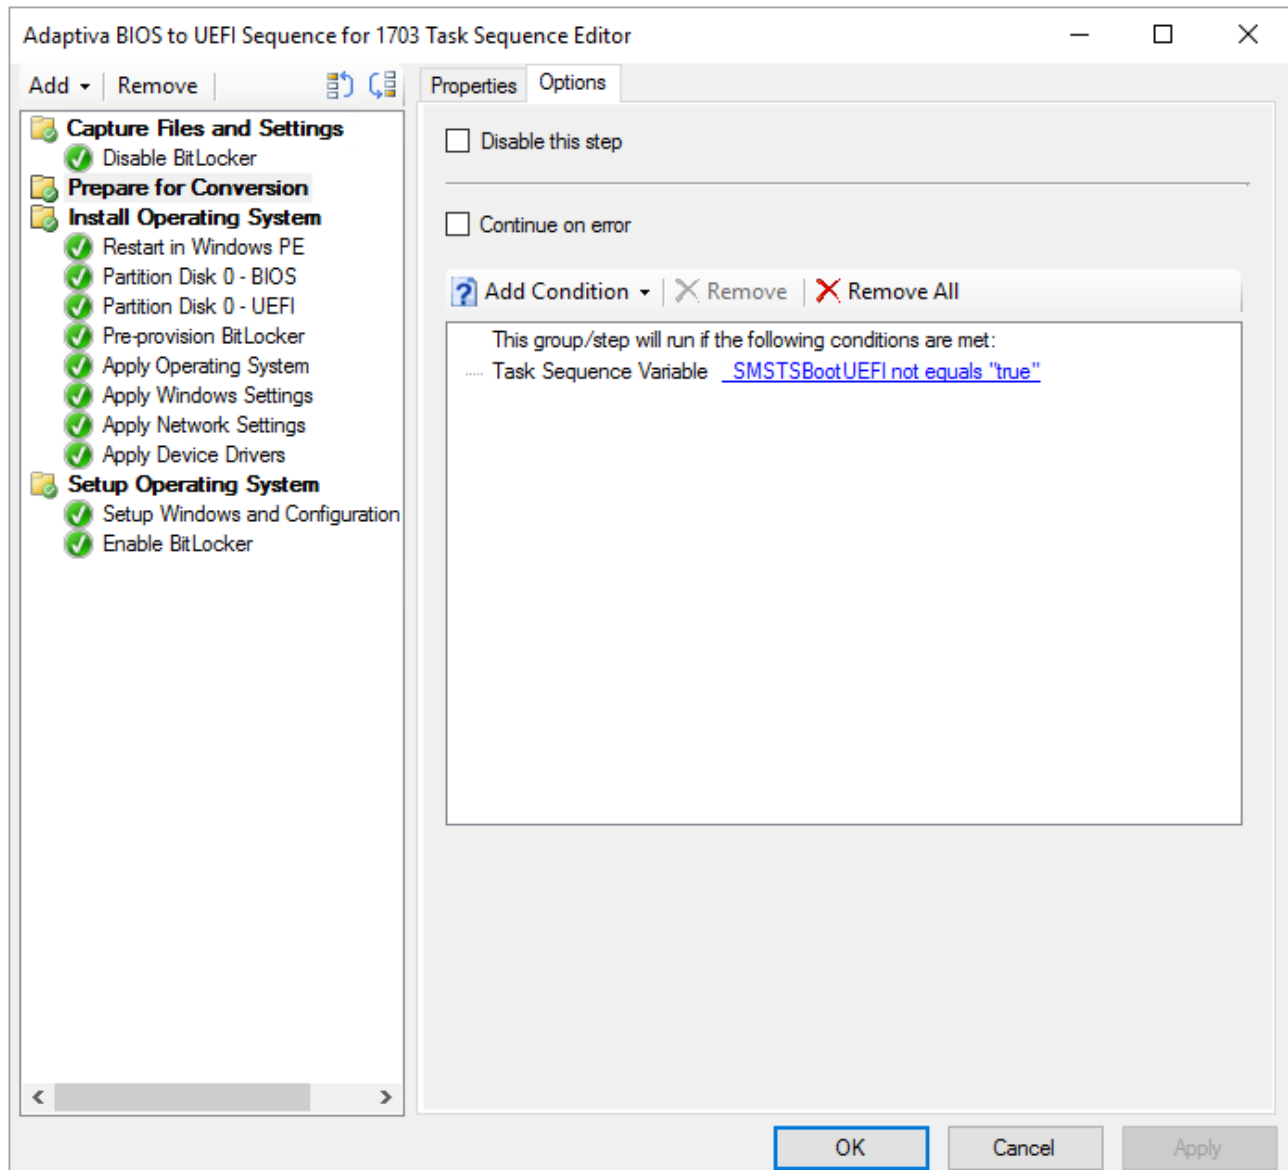 Adaptiva BIOS to UEFI Sequence for 1703 Task Sequence Editor
Add Remove
Properties Options
Capture Files and Settings
Disable BitLocker
Prepare for Conversion
Install Operating System
Restart in Windows PE
Partition Disk 0 - BIOS
Partition Disk 0 - UEFI
Pre-provision BitLocker
Apply Operating System
Apply Windows Settings
Apply Network Settings
Apply Device Drivers
Setup Operating System
Setup Windows and Configuration
Enable BitLocker
Disable this step
Continue on error
Add Condition Remove Remove All
This group/step will run if the following conditions are met:
Task Sequence Variable _SMSTSBootUEFI not equals "true"
OK Cancel Apply